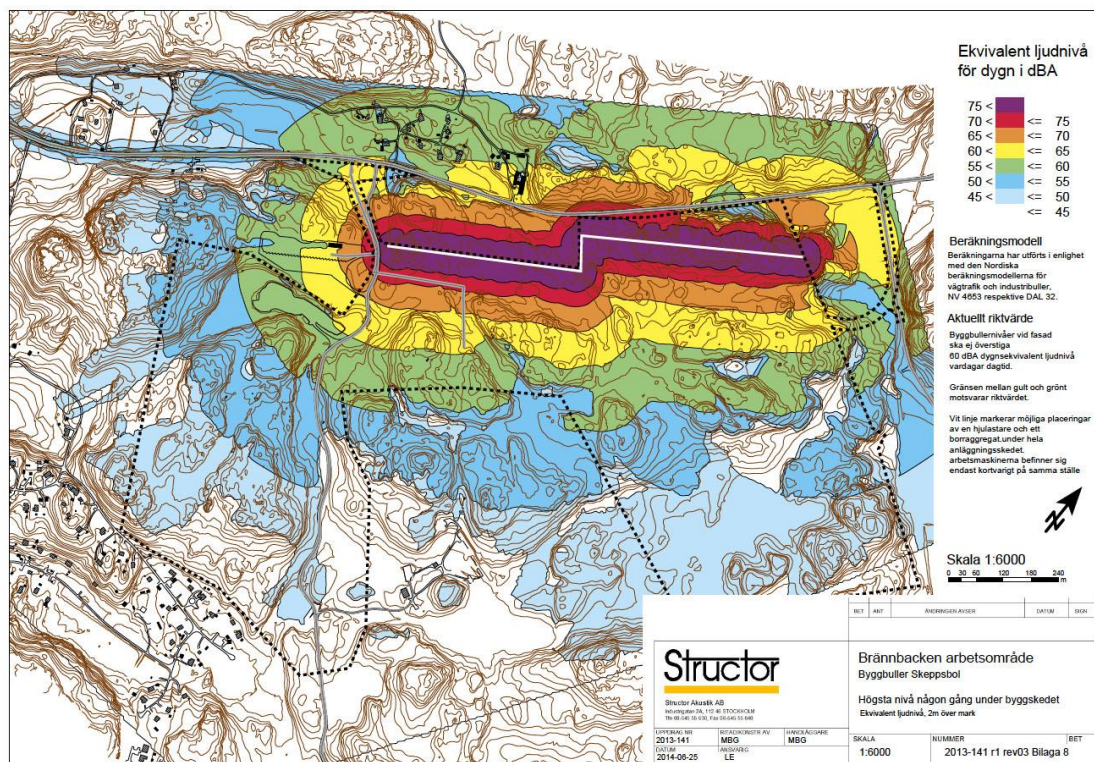 Ekvivalent ljudnivå
för dygn i dBA
75 <
70 < <= 75
65 < <= 70
60 < <= 65
55 < <= 60
50 < <= 55
45 < <= 50
<= 45
Beräkningsmodell
Beräkningarna har utförts i enlighet
med den Nordiska
beräkningsmodellerna för
vägtrafik och industribuller,
NV 4653 respektive DAL 32.
Aktuellt riktvärde
Byggbullernivåer vid fasad
ska ej överstiga
60 dBA dygnsekvivalent ljudnivå
vardagar dagtid.
Gränsen mellan gult och grönt
motsvarar riktvärdet.
Vit linje markerar möjliga placeringar
av en hjulastare och ett
borraggregat.under hela
anläggningsskedet.
arbetsmaskinerna befinner sig
endast kortvarigt på samma ställe
N
Skala 1:6000
0 30 60 120 180 240
m
BET ANT ÄNDRINGEN AVSER DATUM SIGN
Structor
Structor Akustik AB
UPPDRAG NR RITAD/KONSTR AV HANDLÄGGARE
2013-141 MBG MBG
DATUM ANSVARIG
2014-06-25 LE
Brännbacken arbetsområde
Byggbuller Skeppsbol
Högsta nivå någon gång under byggskedet
Ekvivalent ljudnivå, 2m över mark
SKALA NUMMER BET
1:6000 2013-141 r1 rev03 Bilaga 8